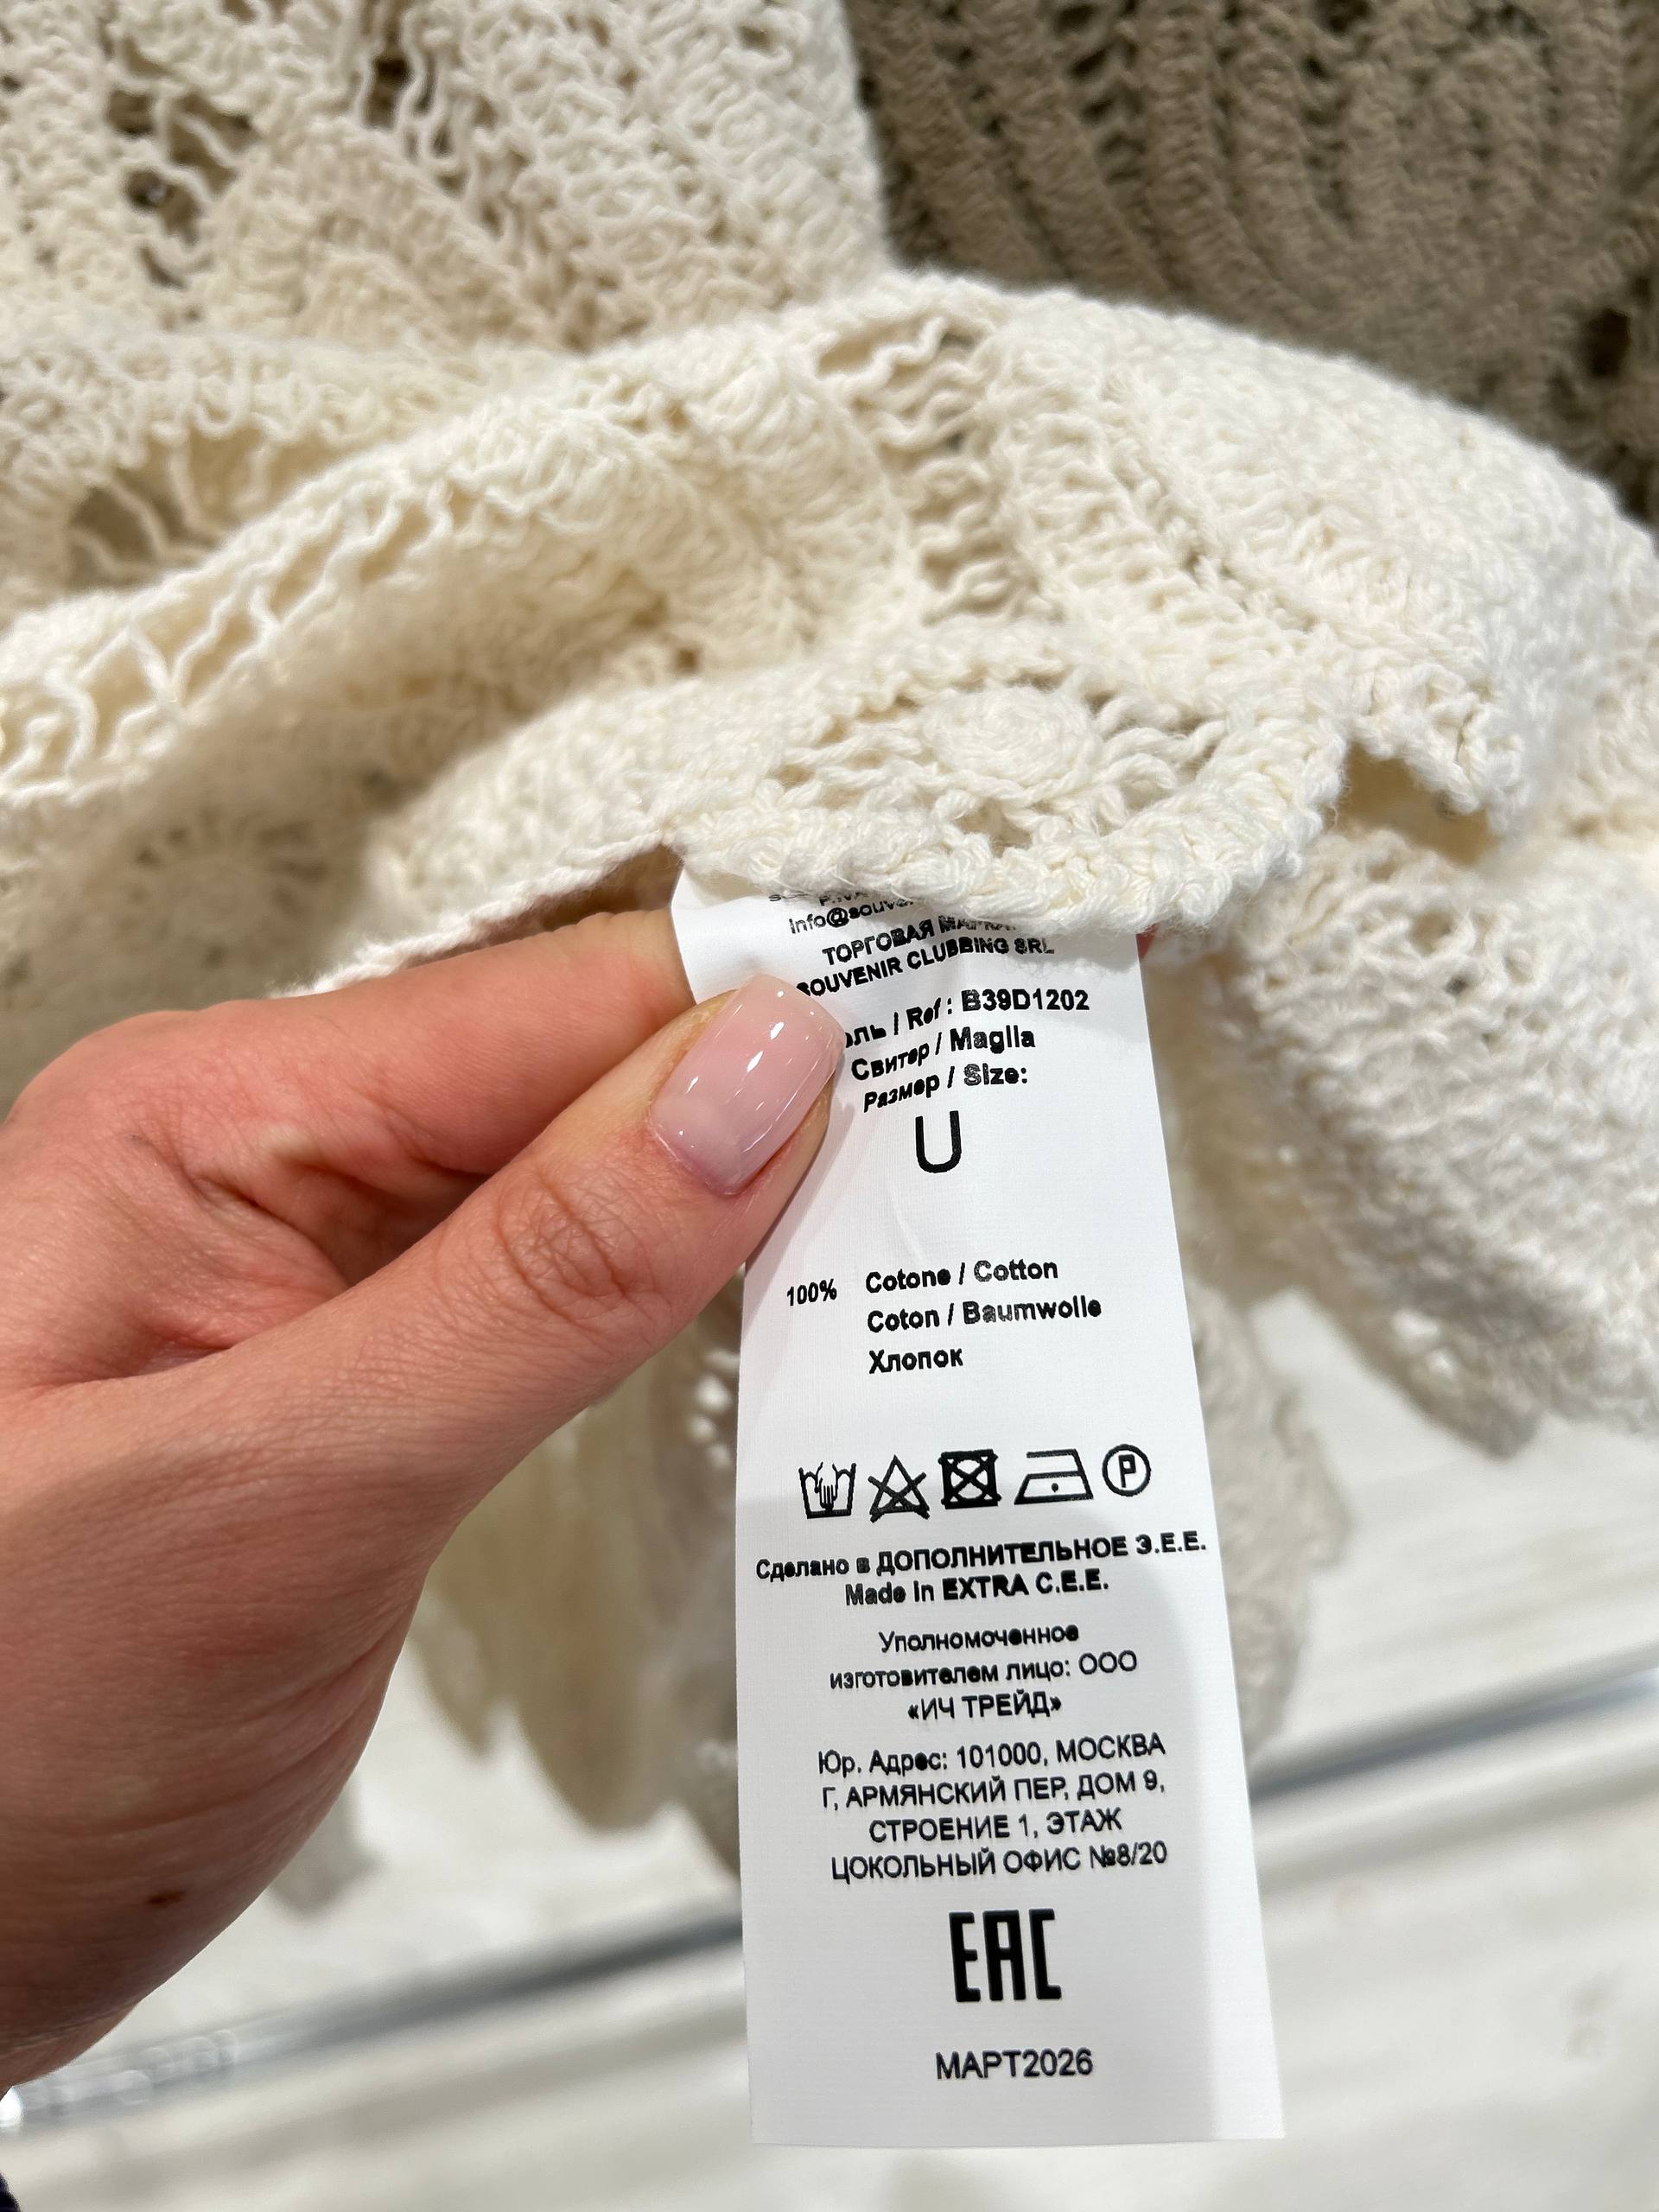 info@souve
ТОРГОВАЯ
SOUVENIR CLUBBING SRL
/ Ref: B39D1202
Свитер / Maglia
Размер / Size:
U
100% Cotone / Cotton
Coton / Baumwolle
Хлопок
P
Сделано в ДОПОЛНИТЕЛЬНОЕ Э.Е.Е.
Made in EXTRA C.E.E.
Уполномоченное
изготовителем лицо: ООО
«ИЧ ТРЕЙД»
Юр. Адрес: 101000, МОСКВА
Г, АРМЯНСКИЙ ПЕР, ДОМ 9,
СТРОЕНИЕ 1, ЭТАЖ
ЦОКОЛЬНЫЙ ОФИС №8/20
EAC
МАРТ2026